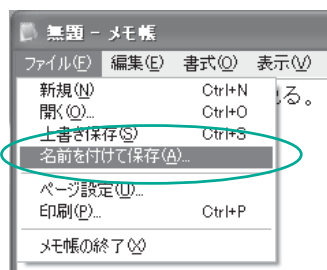 無題 - メモ帳
ファイル(F) 編集(E) 書式(O) 表示(V)
る。
新規(N) Ctrl+N
開く(O)... Ctrl+O
上書き保存(S) Ctrl+S
名前を付けて保存(A)...
ページ設定(U)...
印刷(P)... Ctrl+P
メモ帳の終了(X)